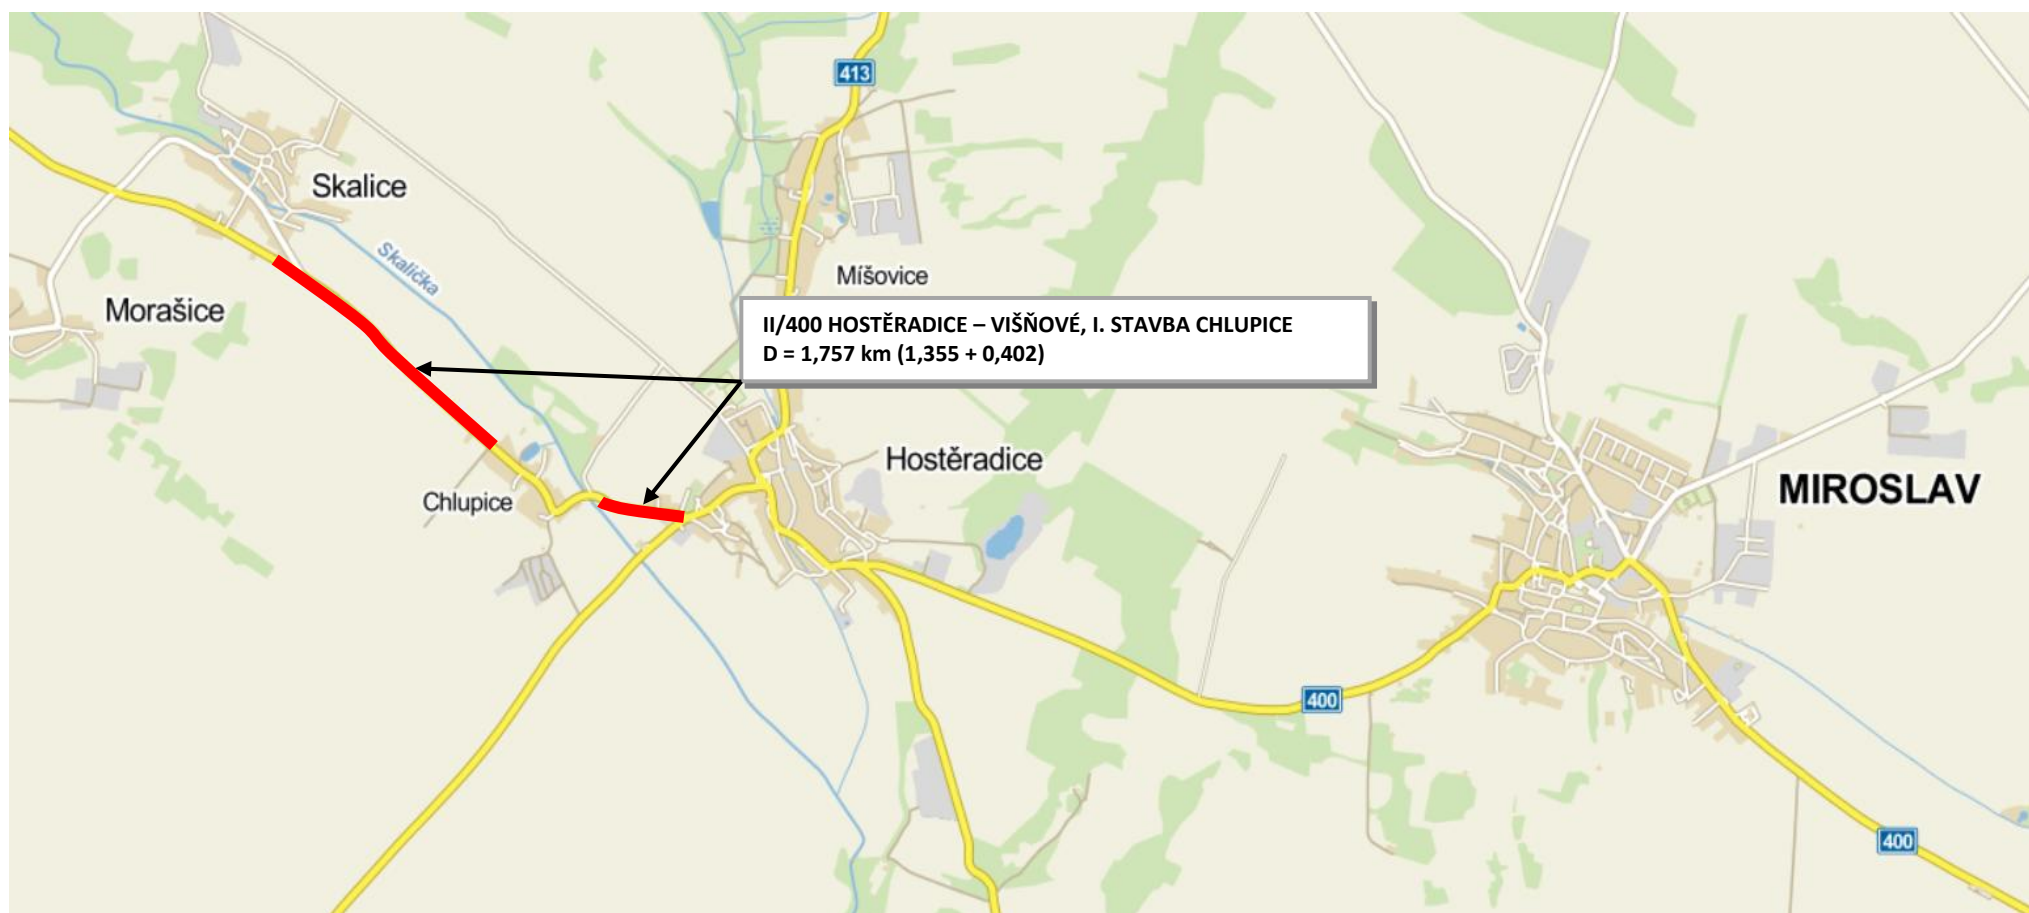 413
Skalice
Skalička
Míšovice
Morašice
II/400 HOSTĚRADICE – VIŠŇOVÉ, I. STAVBA CHLUPICE
D = 1,757 km (1,355 + 0,402)
Hostěradice
MIROSLAV
Chlupice
400
400